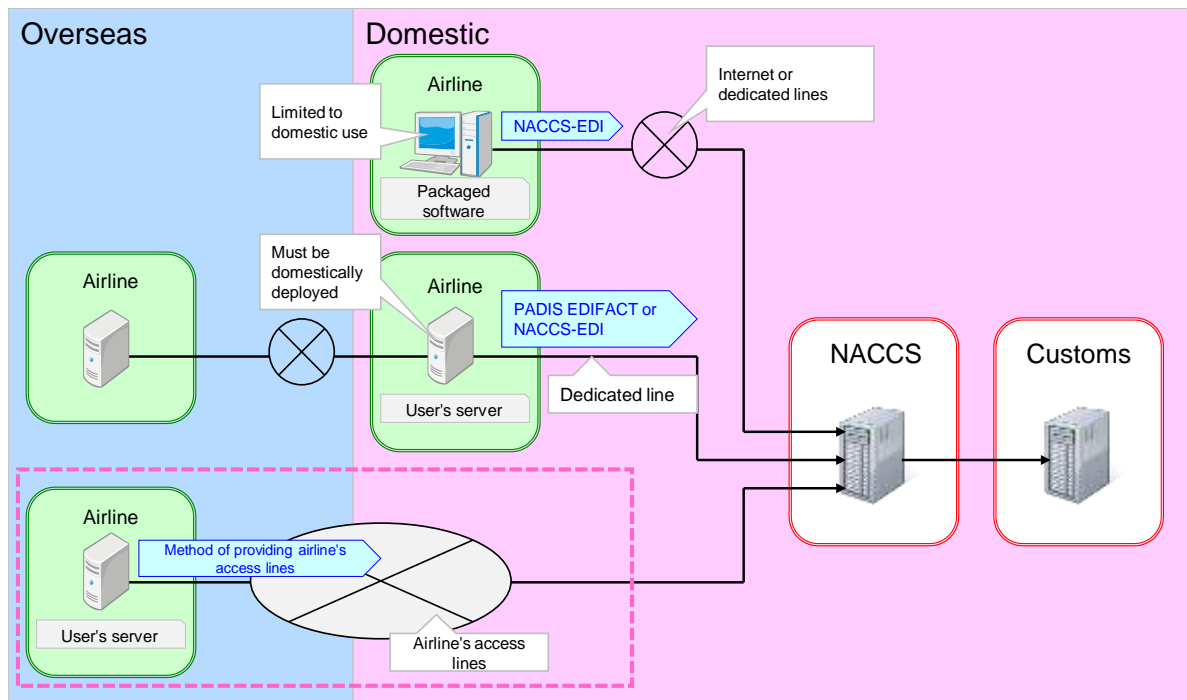 Overseas
Domestic
Airline
Limited to
domestic use
NACCS-EDI
Internet or
dedicated lines
Packaged
software
Airline
Must be
domestically
deployed
Airline
PADIS EDIFACT or
NACCS-EDI
User's server
Dedicated line
NACCS
Customs
Airline
Method of providing airline's
access lines
User's server
Airline's access
lines